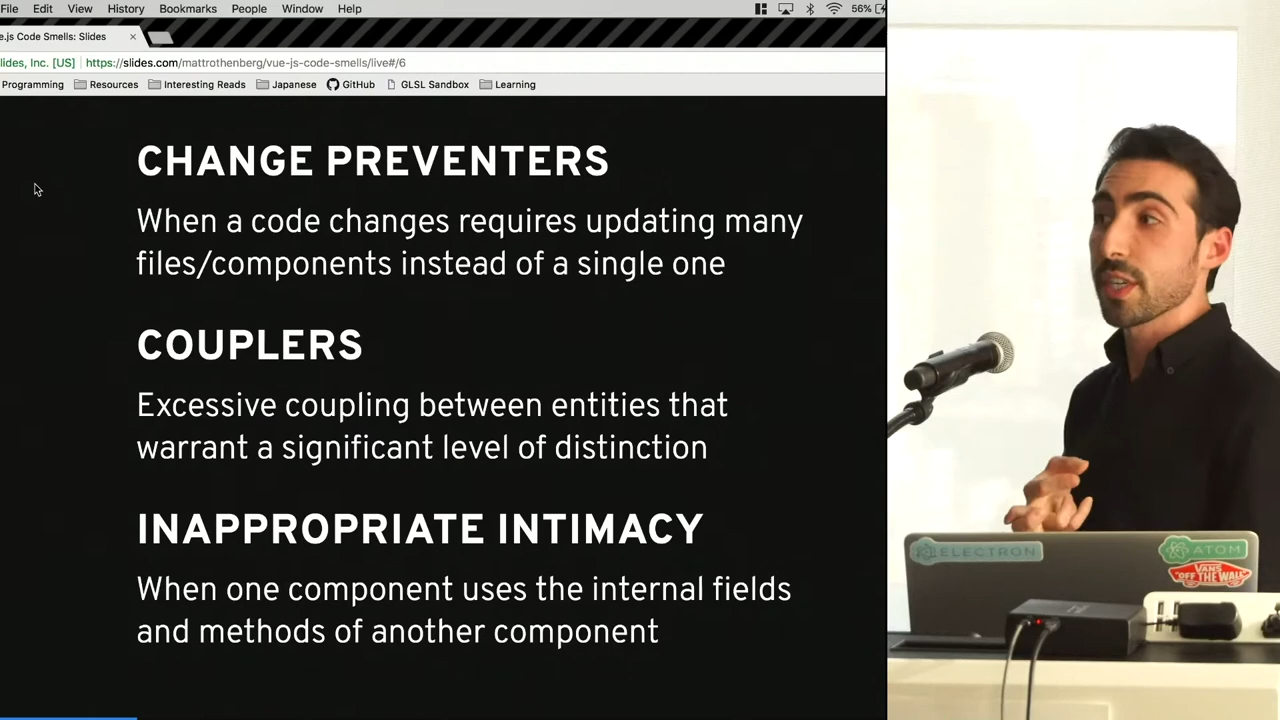 File Edit View History Bookmarks People Window Help 56%
e.js Code Smells: Slides ×
lides, Inc. [US] https://slides.com/mattrothenberg/vue-js-code-smells/live#/6
Programming Resources Interesting Reads Japanese GitHub GLSL Sandbox Learning
CHANGE PREVENTERS
When a code changes requires updating many
files/components instead of a single one
COUPLERS
Excessive coupling between entities that
warrant a significant level of distinction
INAPPROPRIATE INTIMACY
When one component uses the internal fields
and methods of another component
ELECTRON
ATOM
VANS
"OFF THE WALL"